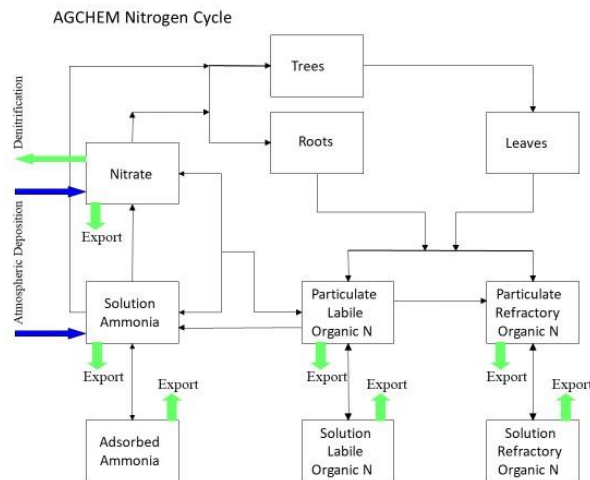 AGCHEM Nitrogen Cycle
Trees
Denitrification
Roots
Leaves
Nitrate
Export
Atmospheric Deposition
Solution
Ammonia
Particulate
Labile
Organic N
Particulate
Refractory
Organic N
Export
Export
Export
Export
Export
Export
Adsorbed
Ammonia
Solution
Labile
Organic N
Solution
Refractory
Organic N